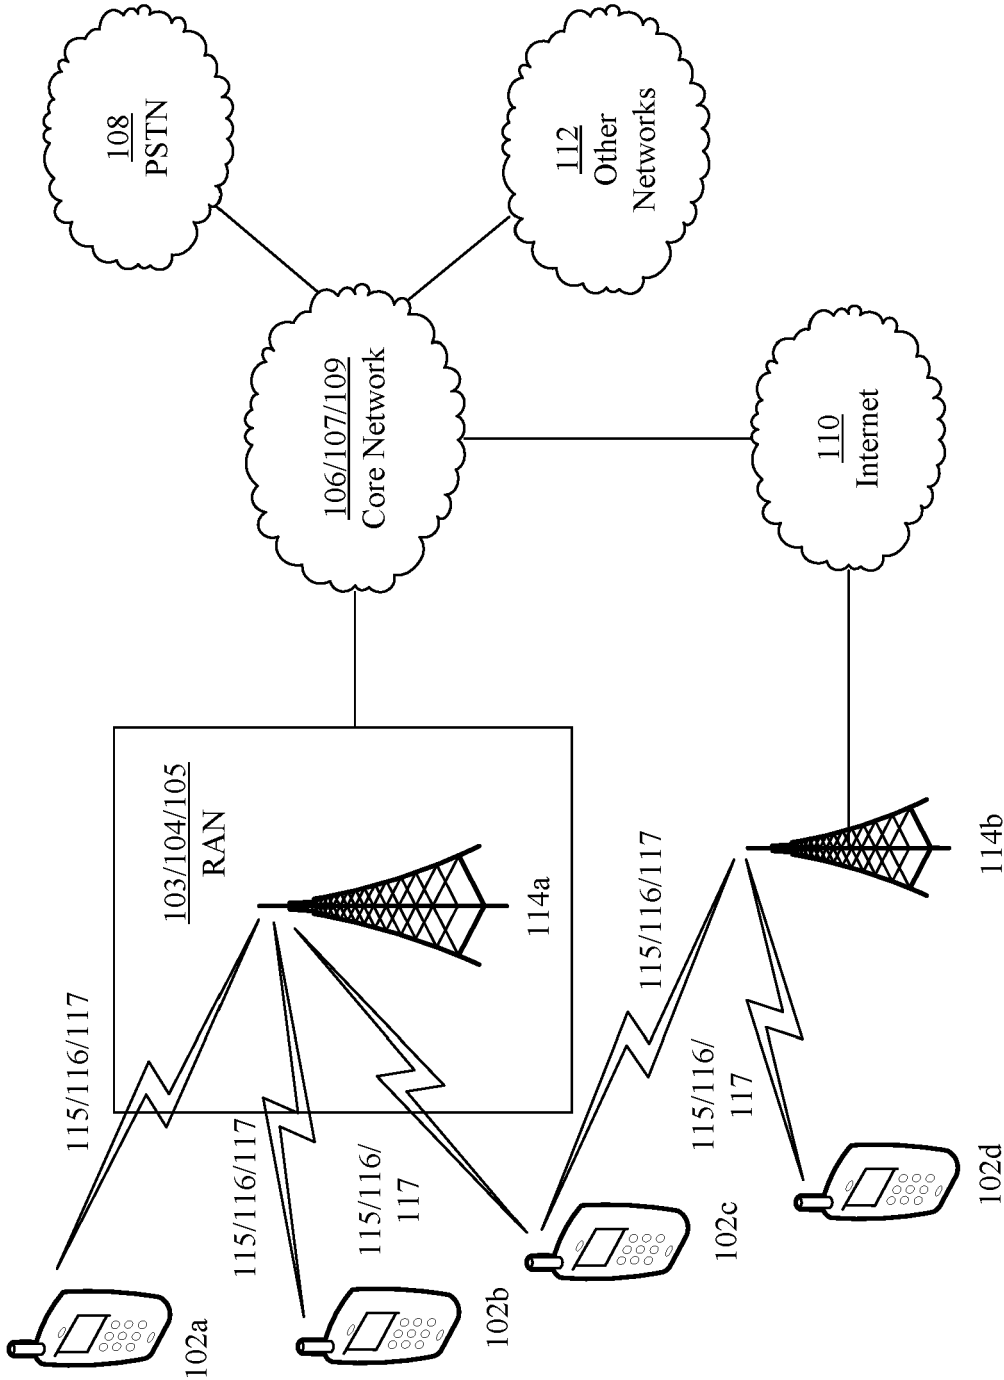 115/116/117
102a
103/104/105
RAN
114a
115/116/117
102b
115/116/
117
102c
115/116/117
115/116/
117
102d
114b
106/107/109
Core Network
108
PSTN
112
Other
Networks
110
Internet